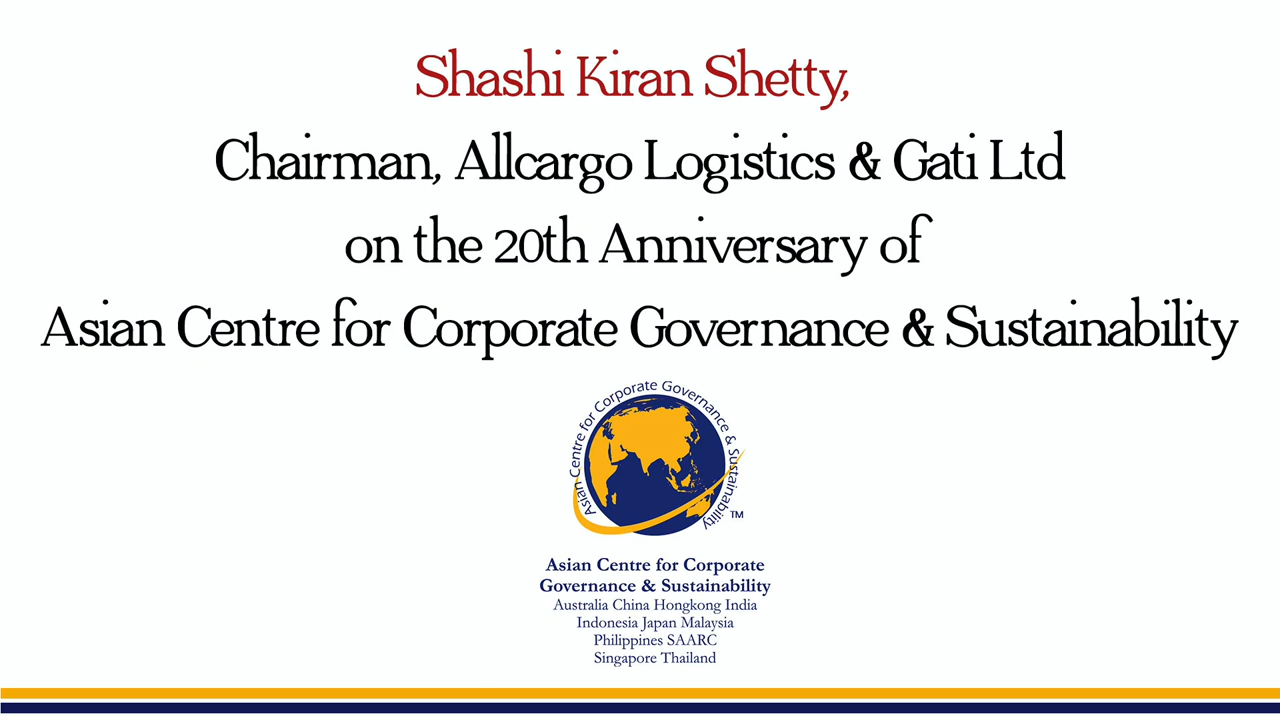 Shashi Kiran Shetty,
Chairman, Allcargo Logistics & Gati Ltd
on the 20th Anniversary of
Asian Centre for Corporate Governance & Sustainability
Asian Centre for Corporate Governance & Sustainability
TM
Asian Centre for Corporate
Governance & Sustainability
Australia China Hongkong India
Indonesia Japan Malaysia
Philippines SAARC
Singapore Thailand